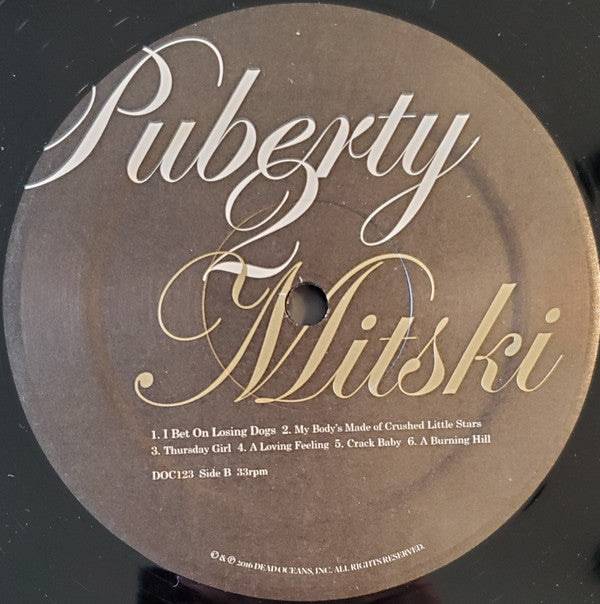 Puberty
2
Mitski
1. I Bet On Losing Dogs 2. My Body's Made of Crushed Little Stars
3. Thursday Girl 4. A Loving Feeling 5. Crack Baby 6. A Burning Hill
DOC123 Side B 33rpm
© & ℗ 2016 DEAD OCEANS, INC. ALL RIGHTS RESERVED.